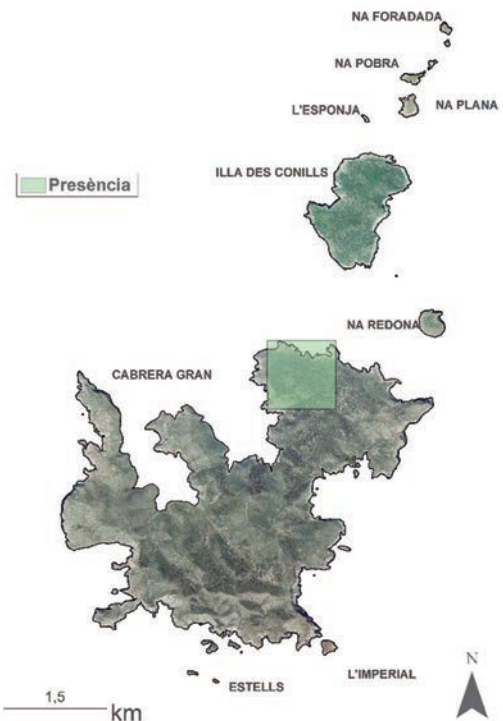 NA FORADADA
NA POBRA
NA PLANA
L'ESPONJA
ILLA DES CONILLS
Presència
NA REDONA
CABRERA GRAN
N
L'IMPERIAL
ESTELLS
1,5
km